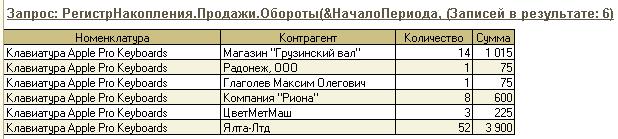 Запрос: РегистрНакопления.Продажи.Обороты(&НачалоПериода, (Записей в результате: 6)
Номенклатура Контрагент Количество Сумма
Клавиатура Apple Pro Keyboards Магазин "Грузинский вал" 14 1 015
Клавиатура Apple Pro Keyboards Радонеж, ООО 1 75
Клавиатура Apple Pro Keyboards Глаголев Максим Олегович 1 75
Клавиатура Apple Pro Keyboards Компания "Риона" 8 600
Клавиатура Apple Pro Keyboards ЦветМетМаш 3 225
Клавиатура Apple Pro Keyboards Ялта-Лтд 52 3 900